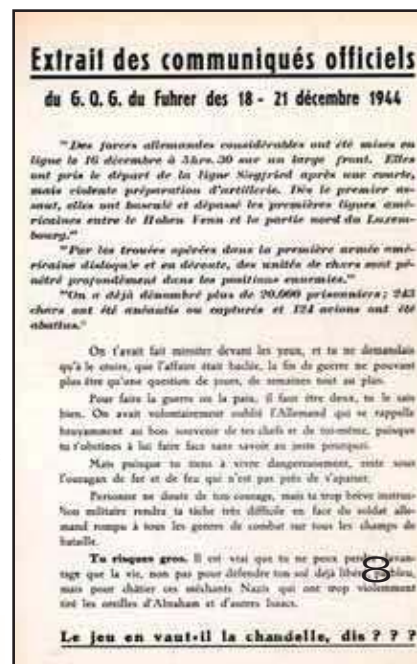 Extrait des communiqués officiels
du G. Q. G. du Fuhrer des 18 - 21 décembre 1944
"Des forces allemandes considérables ont été mises en
ligne le 16 décembre à 5hrs.30 sur un large front. Elles
ont pris le départ de la ligne Siegfried après une courte,
mais violente préparation d'artillerie. Dès le premier as-
saut, elles ont basculé et dépassé les premières lignes amé-
ricaines entre le Hohen Venn et la partie nord du Luxem-
bourg."
"Par les trouées opérées dans la première armée amé-
ricaine disloquée et en déroute, des unités de chars sont pé-
nétré profondément dans les positions ennemies."
"On a déjà dénombré plus de 20.000 prisonniers; 243
chars ont été anéantis ou capturés et 124 avions ont été
abattus."
On t'avait fait miroiter devant les yeux, et tu ne demandais
qu'à le croire, que l'affaire était baclée, la fin de guerre ne pouvant
plus être qu'une question de jours, de semaines tout au plus.
Pour faire la guerre ou la paix, il faut être deux, tu le sais
bien. On avait volontairement oublié l'Allemand qui se rappelle
bruyamment au bon souvenir de tes chefs et de toi-même, puisque
tu t'obstines à lui faire face sans savoir au juste pourquoi.
Mais puisque tu tiens à vivre dangereusement, reste sous
l'ouragan de fer et de feu qui n'est pas près de s'apaiser.
Personne ne doute de ton courage, mais ta trop brève instruc-
tion militaire rendra ta tâche très difficile en face du soldat alle-
mand rompu à tous les genres de combat sur tous les champs de
bataille.
Tu risques gros. Il est vrai que tu ne peux perdre davan-
tage que la vie, non pas pour défendre ton sol déjà libéré
mais pour châtier ces méchants Nazis qui ont trop violemment
tiré les oreilles d'Abraham et d'autres Isaacs.
8
Le jeu en vaut-il la chandelle, dis ? ? ?